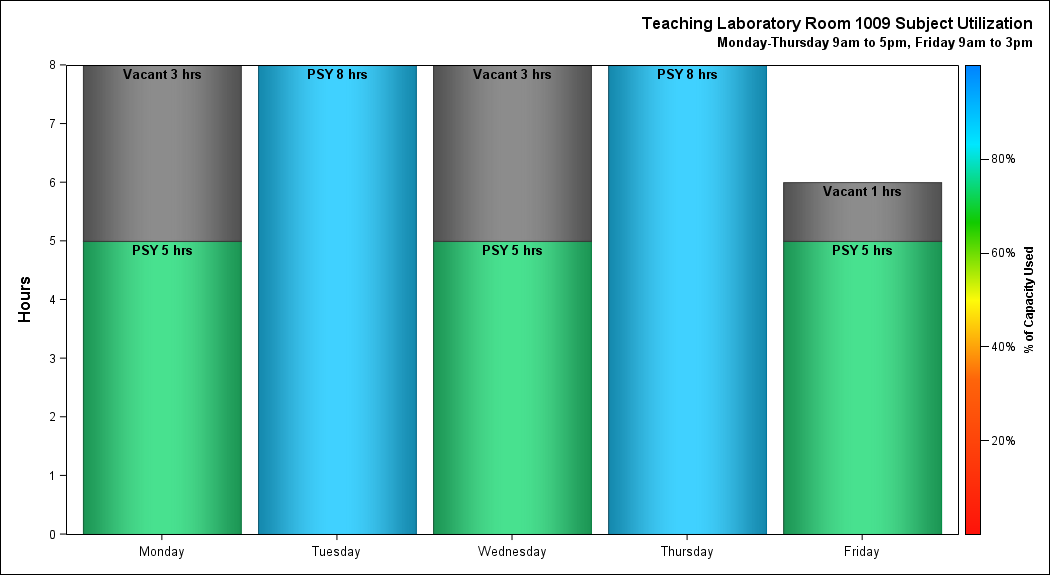 Teaching Laboratory Room 1009 Subject Utilization
Monday-Thursday 9am to 5pm, Friday 9am to 3pm
Hours
8
7
6
5
4
3
2
1
0
Vacant 3 hrs
PSY 5 hrs
PSY 8 hrs
Vacant 3 hrs
PSY 5 hrs
PSY 8 hrs
Vacant 1 hrs
PSY 5 hrs
Monday
Tuesday
Wednesday
Thursday
Friday
80%
60%
40%
20%
% of Capacity Used